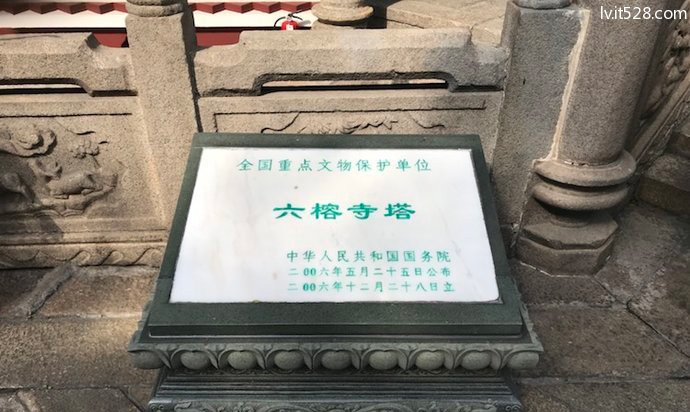 lvit528.com
全国重点文物保护单位
六榕寺塔
中华人民共和国国务院
二00六年五月二十五日公布
二00六年十二月二十八日立